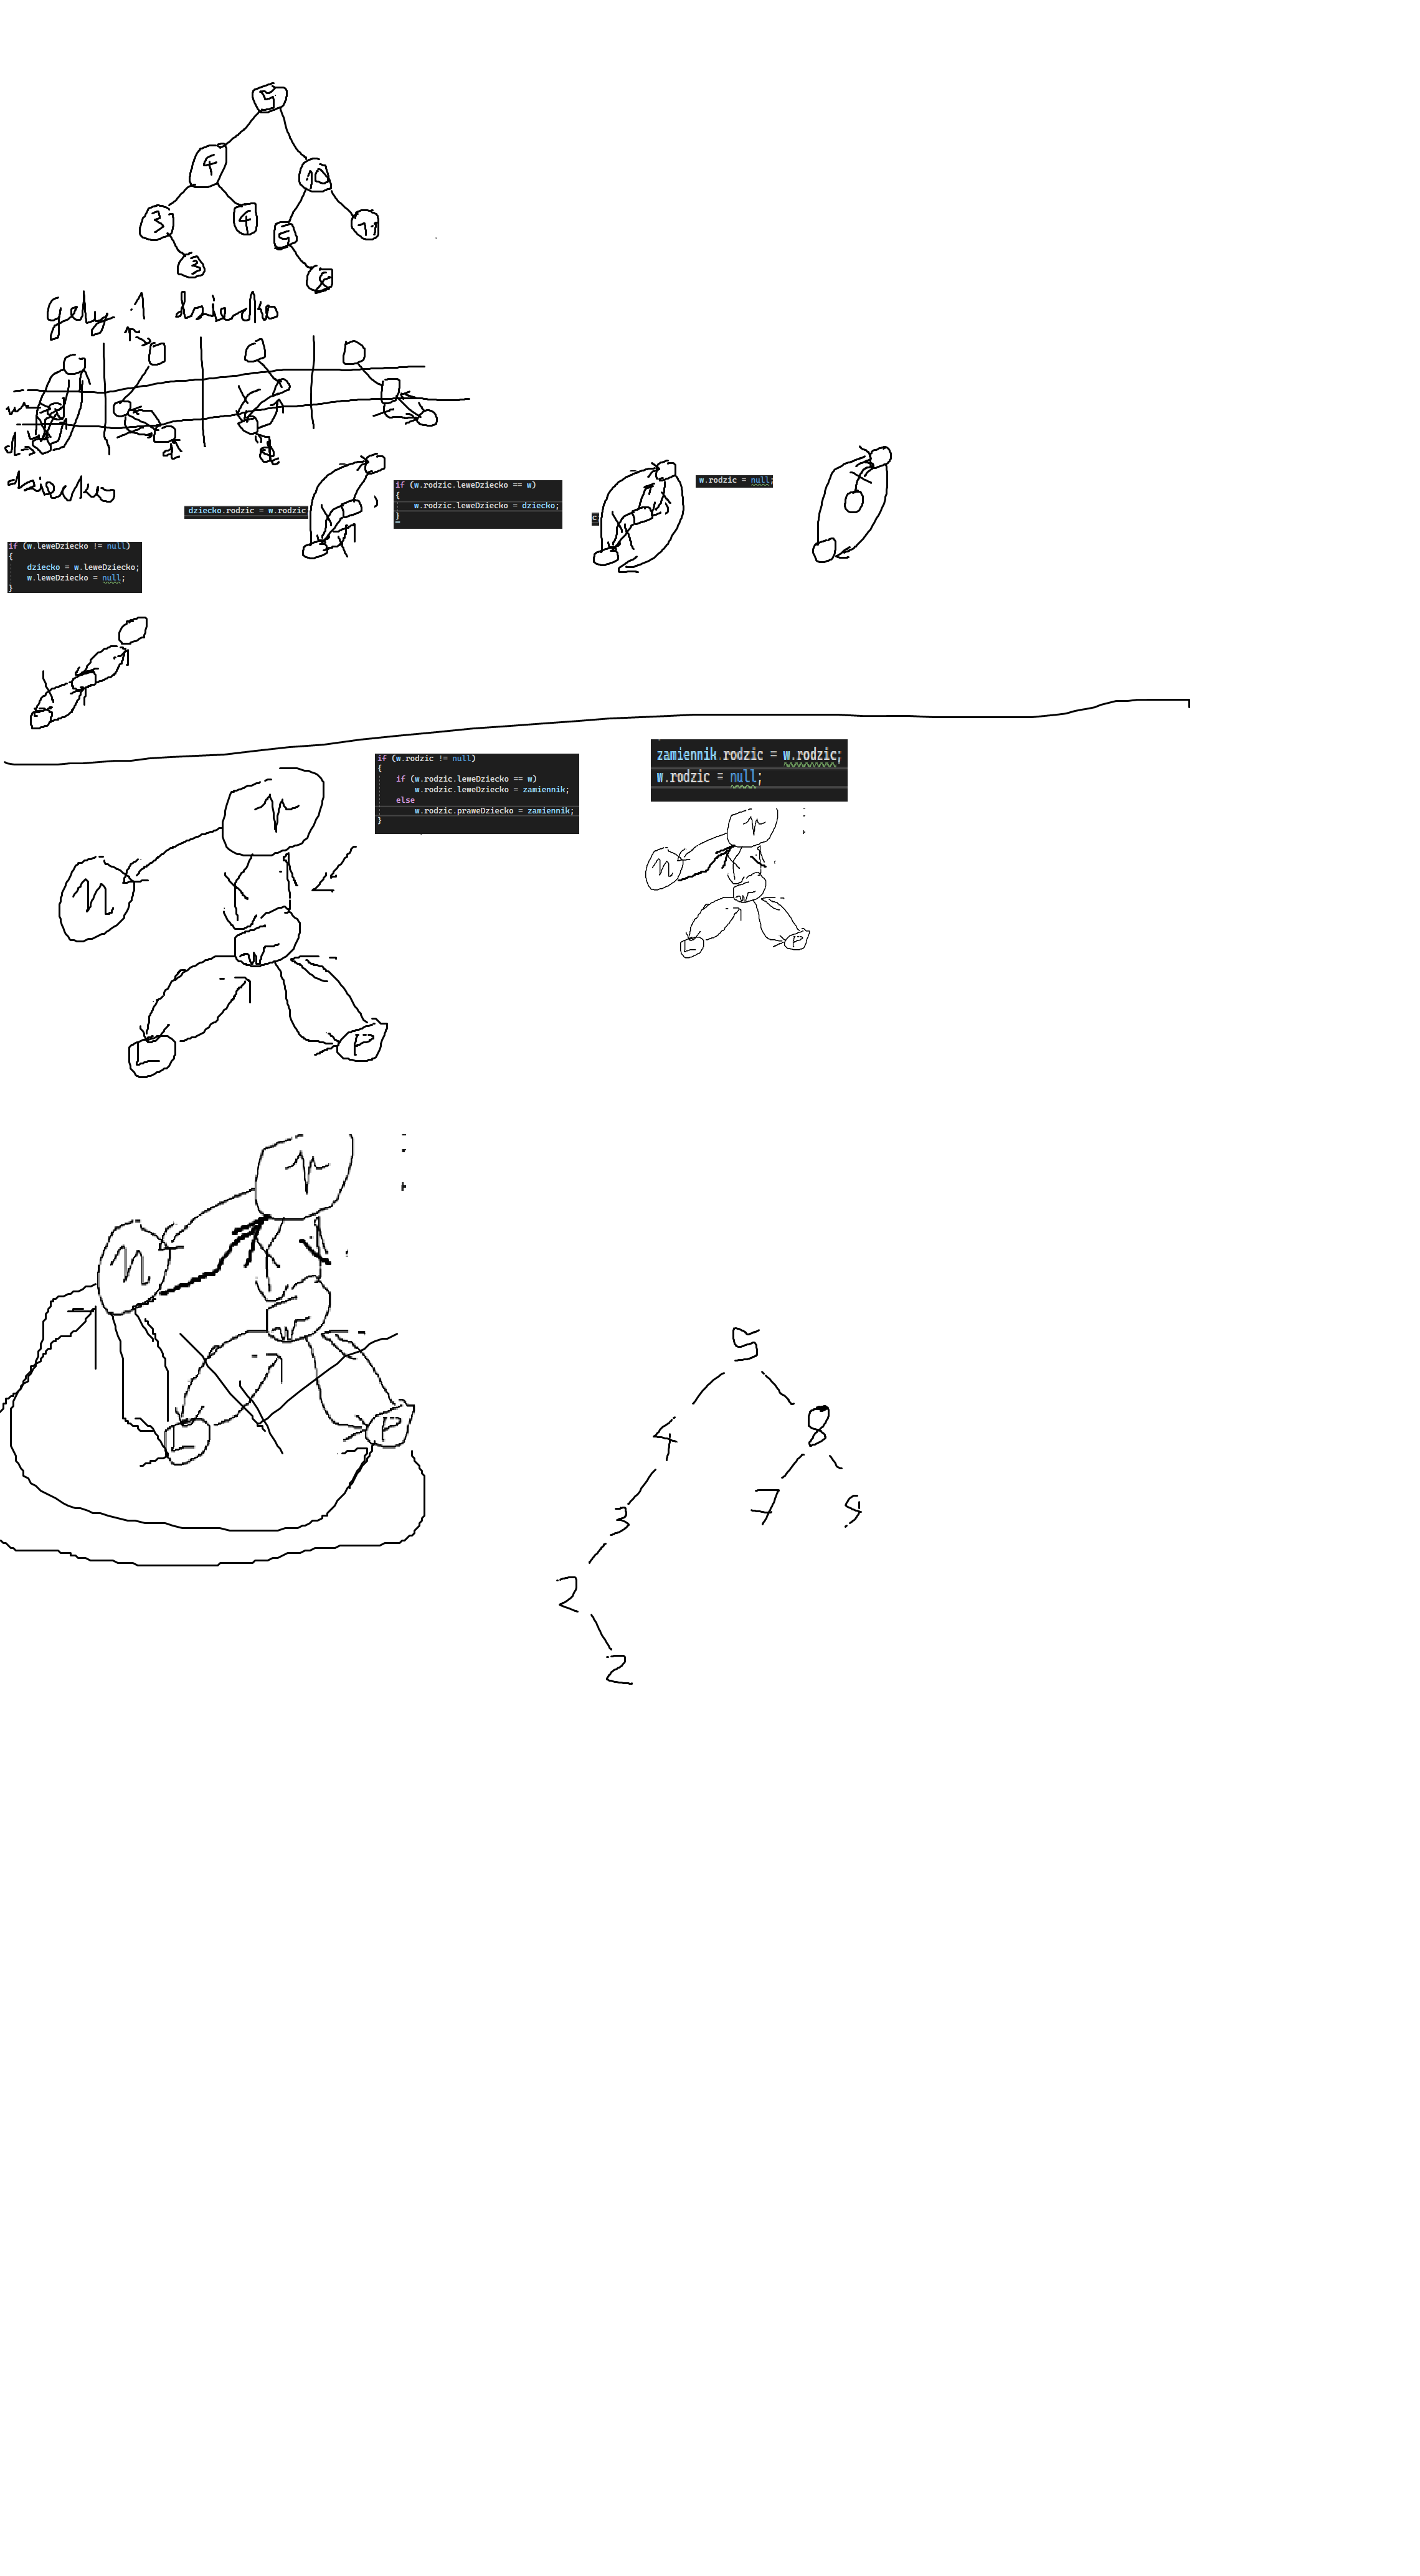 5
4 10
3 4 5 11
3
Gdy 1 dziecko
r
w
d
d
dziecko
dziecko.rodzic = w.rodzic;
if (w.rodzic.leweDziecko == w)
{
w.rodzic.leweDziecko = dziecko;
}
w.rodzic = null;
if (w.leweDziecko != null)
{
dziecko = w.leweDziecko;
w.leweDziecko = null;
}
if (w.rodzic != null)
{
if (w.rodzic.leweDziecko == w)
w.rodzic.leweDziecko = zamiennik;
else
w.rodzic.praweDziecko = zamiennik;
}
zamiennik.rodzic = w.rodzic;
w.rodzic = null;
r
n
w
L P
r
n
w
L P
r
n
w
L P
5
4 8
3 7 9
2
2